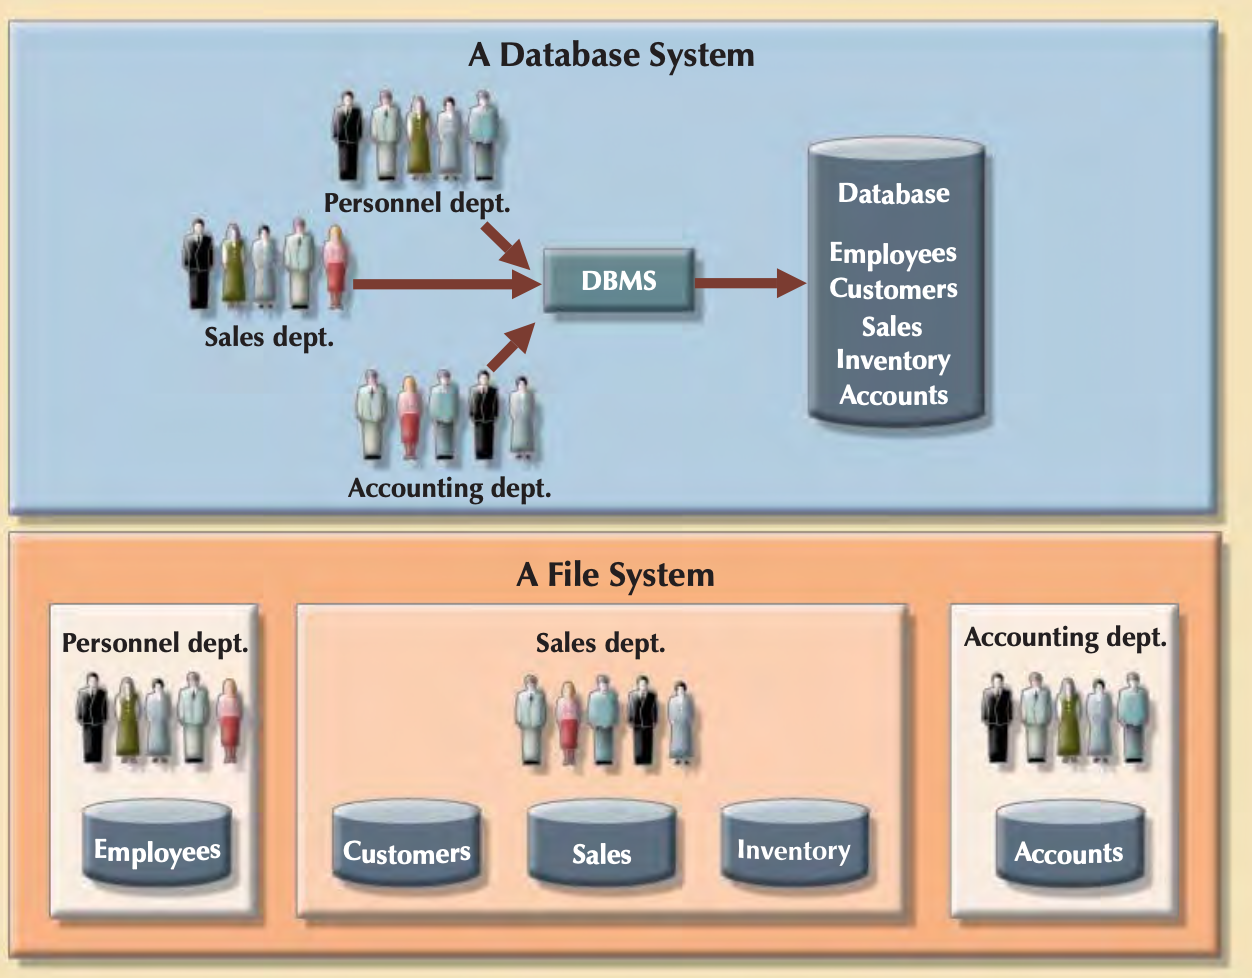 A Database System
Personnel dept.
Sales dept.
Accounting dept.
DBMS
Database
Employees
Customers
Sales
Inventory
Accounts
A File System
Personnel dept.
Employees
Sales dept.
Customers
Sales
Inventory
Accounting dept.
Accounts